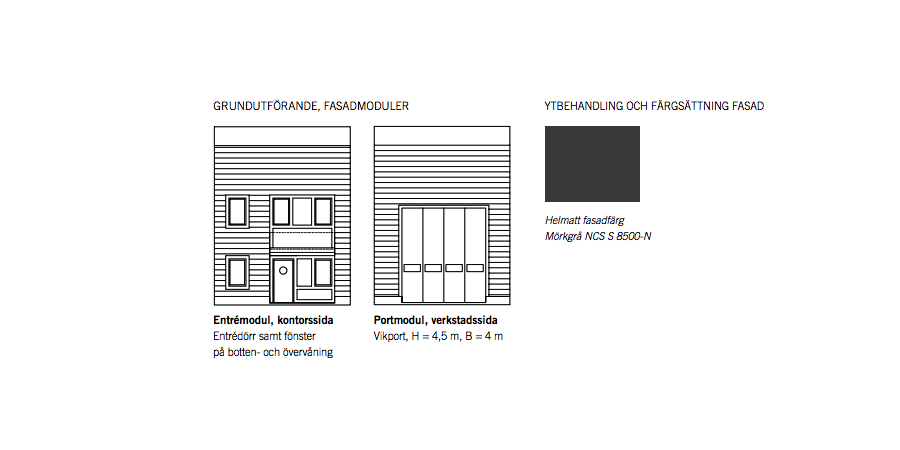 GRUNDUTFÖRANDE, FASADMODULER
Entrémodul, kontorssida
Entrédörr samt fönster
på botten- och övervåning
Portmodul, verkstadssida
Vikport, H = 4,5 m, B = 4 m
YTBEHANDLING OCH FÄRGSÄTTNING FASAD
Helmatt fasadfärg
Mörkgrå NCS S 8500-N